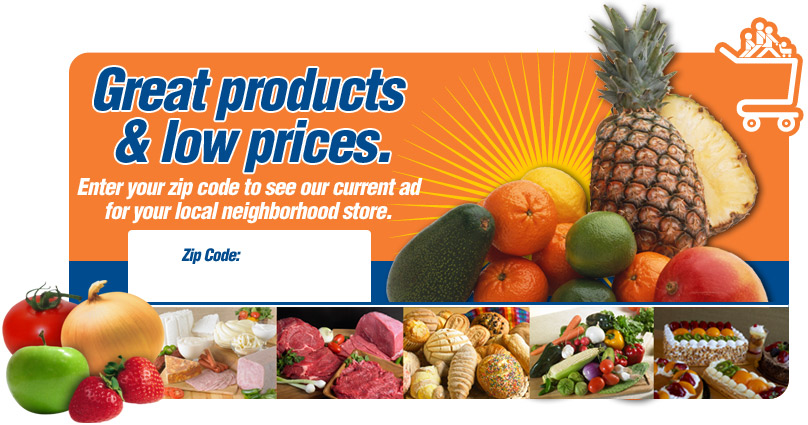 Great products
& low prices.
Enter your zip code to see our current ad
for your local neighborhood store.
Zip Code: